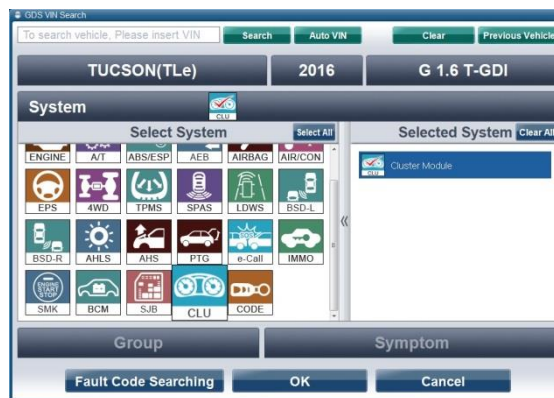 GDS VIN Search
To search vehicle, Please insert VIN Search Auto VIN Clear Previous Vehicle
TUCSON(TLe) 2016 G 1.6 T-GDI
System
CLU
Select System Select All Selected System Clear All
ENGINE A/T ABS/ESP AEB AIRBAG AIR/CON
CLU Cluster Module
EPS 4WD TPMS SPAS LDWS BSD-L
BSD-R AHLS AHS PTG e-Call IMMO
ENGINE
START
STOP
SMK BCM SJB CLU CODE
Group Symptom
Fault Code Searching OK Cancel